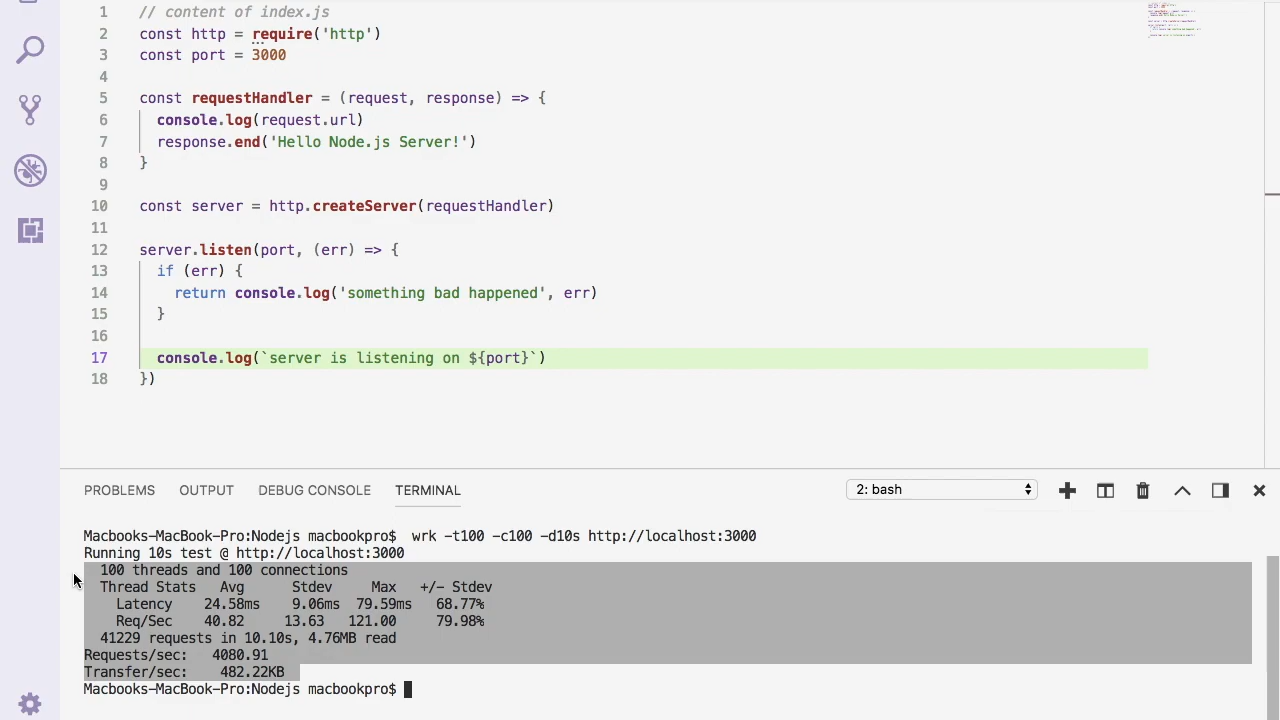 1 // content of index.js
2 const http = require('http')
3 const port = 3000
4
5 const requestHandler = (request, response) => {
6 console.log(request.url)
7 response.end('Hello Node.js Server!')
8 }
9
10 const server = http.createServer(requestHandler)
11
12 server.listen(port, (err) => {
13 if (err) {
14 return console.log('something bad happened', err)
15 }
16
17 console.log(`server is listening on ${port}`)
18 })
PROBLEMS OUTPUT DEBUG CONSOLE TERMINAL 2: bash
Macbooks-MacBook-Pro:Nodejs macbookpro$ wrk -t100 -c100 -d10s http://localhost:3000
Running 10s test @ http://localhost:3000
100 threads and 100 connections
Thread Stats Avg Stdev Max +/- Stdev
Latency 24.58ms 9.06ms 79.59ms 68.77%
Req/Sec 40.82 13.63 121.00 79.98%
41229 requests in 10.10s, 4.76MB read
Requests/sec: 4080.91
Transfer/sec: 482.22KB
Macbooks-MacBook-Pro:Nodejs macbookpro$